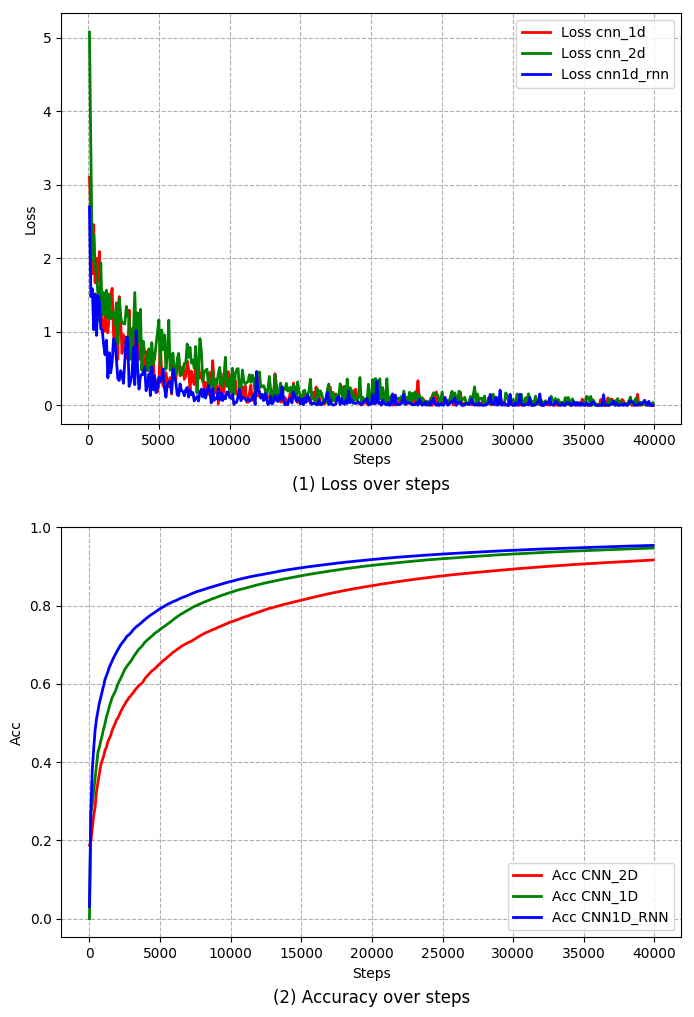 Loss cnn_1d
Loss cnn_2d
Loss cnn1d_rnn
5
4
3
2
1
0
Loss
0 5000 10000 15000 20000 25000 30000 35000 40000
Steps
(1) Loss over steps
1.0
0.8
0.6
0.4
0.2
0.0
Acc
Acc CNN_2D
Acc CNN_1D
Acc CNN1D_RNN
0 5000 10000 15000 20000 25000 30000 35000 40000
Steps
(2) Accuracy over steps